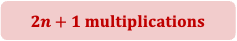 2n + 1 multiplications